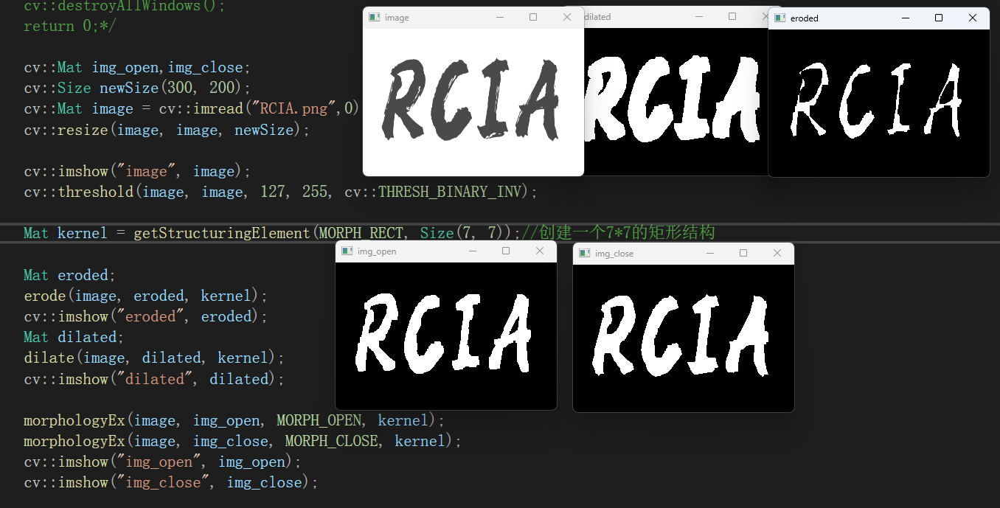 cv::destroyAllWindows();
return 0;*/
cv::Mat img_open,img_close;
cv::Size newSize(300, 200);
cv::Mat image = cv::imread("RCIA.png",0)
cv::resize(image, image, newSize);
cv::imshow("image", image);
cv::threshold(image, image, 127, 255, cv::THRESH_BINARY_INV);
Mat kernel = getStructuringElement(MORPH_RECT, Size(7, 7));//创建一个7*7的矩形结构
Mat eroded;
erode(image, eroded, kernel);
cv::imshow("eroded", eroded);
Mat dilated;
dilate(image, dilated, kernel);
cv::imshow("dilated", dilated);
morphologyEx(image, img_open, MORPH_OPEN, kernel);
morphologyEx(image, img_close, MORPH_CLOSE, kernel);
cv::imshow("img_open", img_open);
cv::imshow("img_close", img_close);
image
RCIA
dilated
RCIA
eroded
RCIA
img_open
RCIA
img_close
RCIA